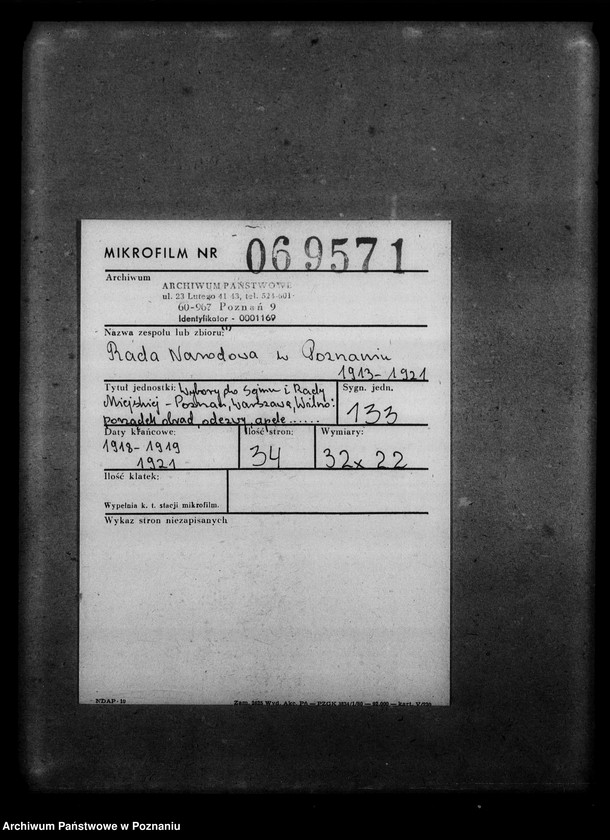 MIKROFILM NR 069571
Archiwum
ARCHIWUM PAŃSTWOWE
ul. 23 Lutego 41/43, tel. 524-601
60-967 Poznań 9
Identyfikator - 0001169
Nazwa zespołu lub zbioru:
Rada Narodowa w Poznaniu
1913-1921
Tytuł jednostki: Wybory do Sejmu i Rady
Miejskiej - Poznań, Warszawa, Wilno:
porządek obrad, odezwy, apele......
Sygn. jedn.
133
Daty krańcowe:
1918-1919
1921
Ilość stron:
34
Wymiary:
32x22
Ilość klatek:
Wypełnia k. t. stacji mikrofilm.
Wykaz stron niezapisanych
NDAP-19
Archiwum Państwowe w Poznaniu